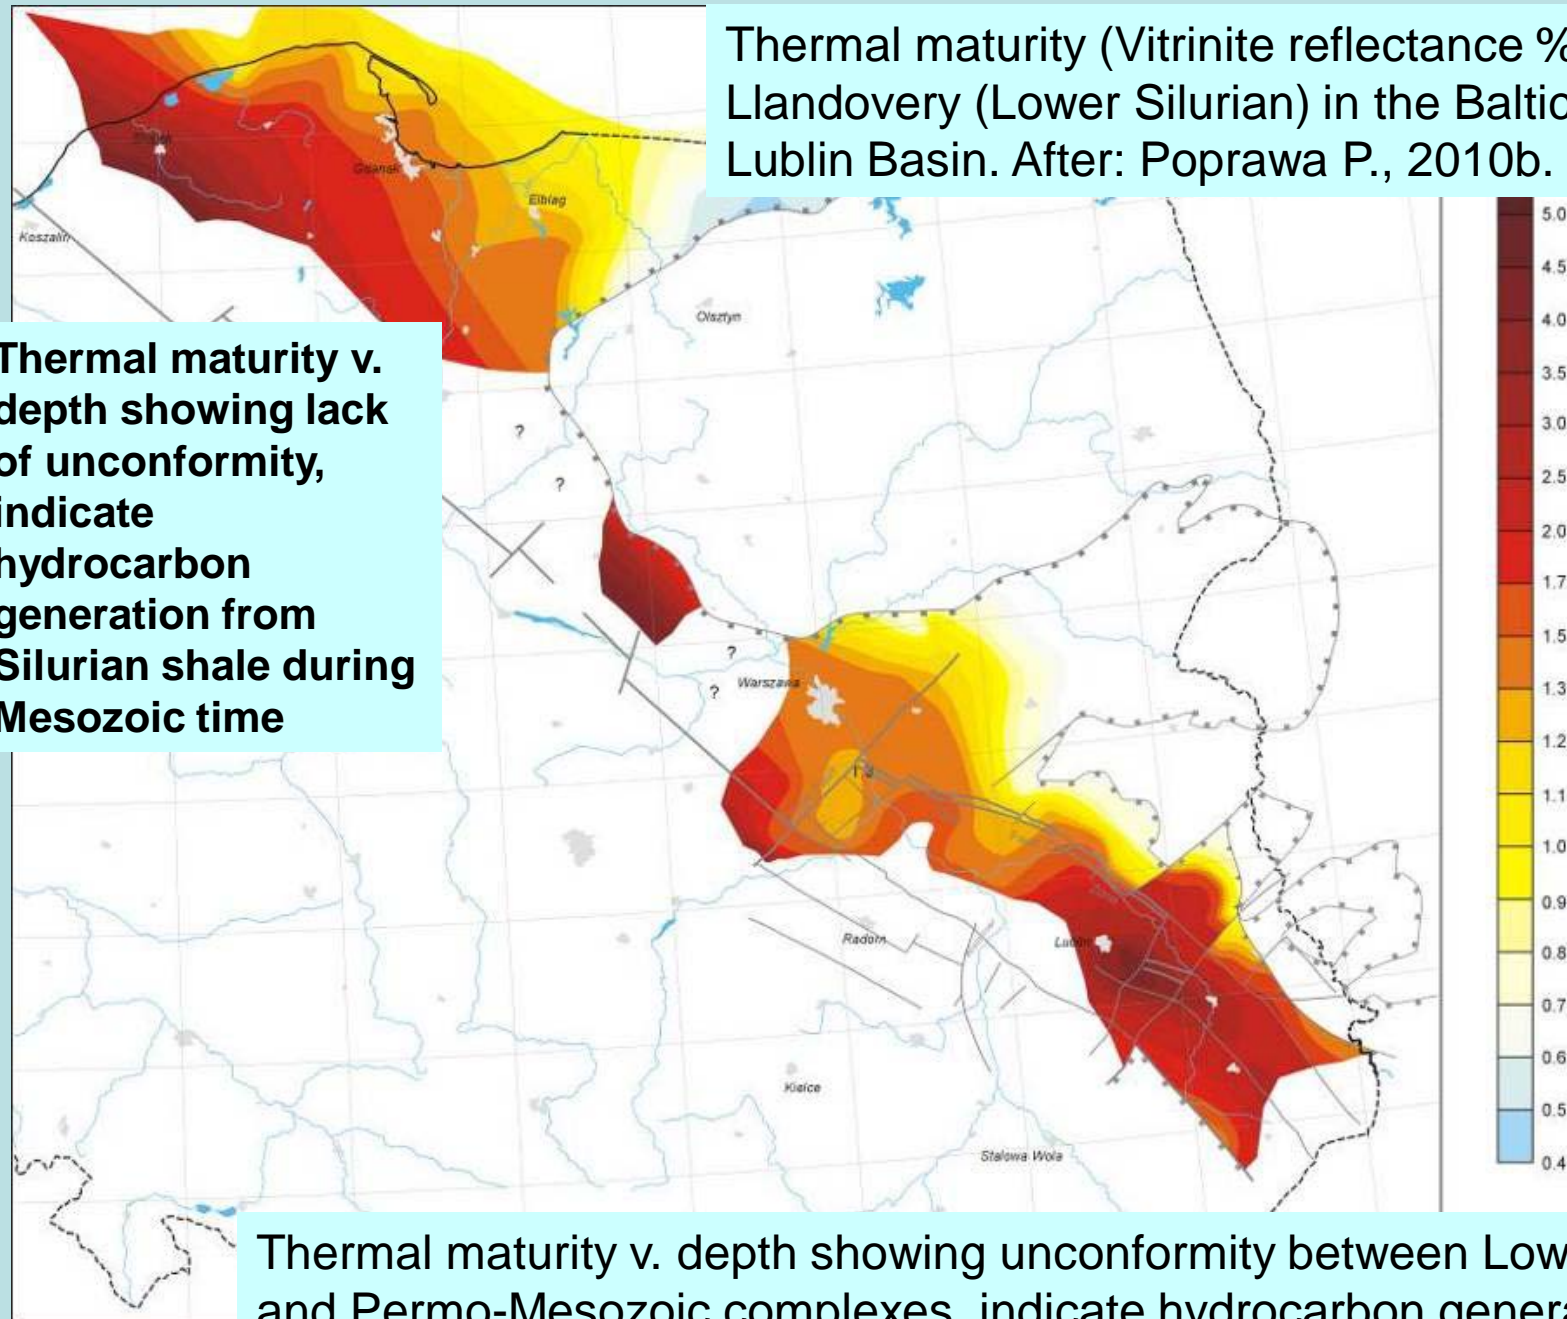 Thermal maturity (Vitrinite reflectance %
Llandovery (Lower Silurian) in the Baltic
Lublin Basin. After: Poprawa P., 2010b.
Koszalin
Gdańsk
Elbląg
Olsztyn
Thermal maturity v.
depth showing lack
of unconformity,
indicate
hydrocarbon
generation from
Silurian shale during
Mesozoic time
?
?
?
?
Warszawa
Radom
Lublin
Kielce
Stalowa Wola
5.0
4.5
4.0
3.5
3.0
2.5
2.0
1.7
1.5
1.3
1.2
1.1
1.0
0.9
0.8
0.7
0.6
0.5
0.4
Thermal maturity v. depth showing unconformity between Low
and Permo-Mesozoic complexes, indicate hydrocarbon genera